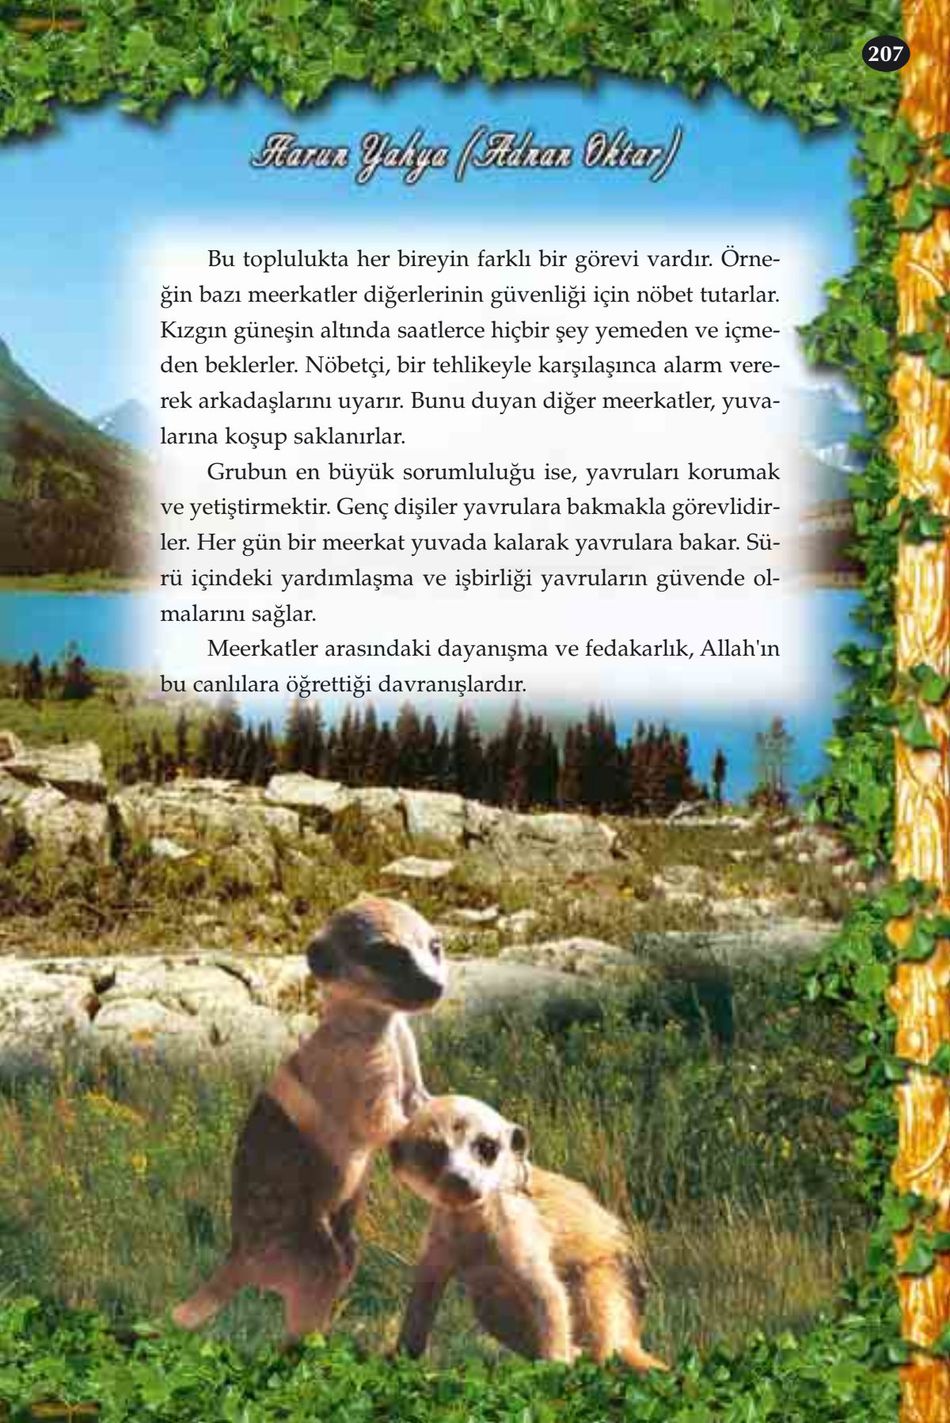 207
Harun Yahya (Adnan Oktar)
Bu toplulukta her bireyin farklı bir görevi vardır. Örne-
ğin bazı meerkatler diğerlerinin güvenliği için nöbet tutarlar.
Kızgın güneşin altında saatlerce hiçbir şey yemeden ve içme-
den beklerler. Nöbetçi, bir tehlikeyle karşılaşınca alarm vere-
rek arkadaşlarını uyarır. Bunu duyan diğer meerkatler, yuva-
larına koşup saklanırlar.
Grubun en büyük sorumluluğu ise, yavruları korumak
ve yetiştirmektir. Genç dişiler yavrulara bakmakla görevlidir-
ler. Her gün bir meerkat yuvada kalarak yavrulara bakar. Sü-
rü içindeki yardımlaşma ve işbirliği yavruların güvende ol-
malarını sağlar.
Meerkatler arasındaki dayanışma ve fedakarlık, Allah'ın
bu canlılara öğrettiği davranışlardır.